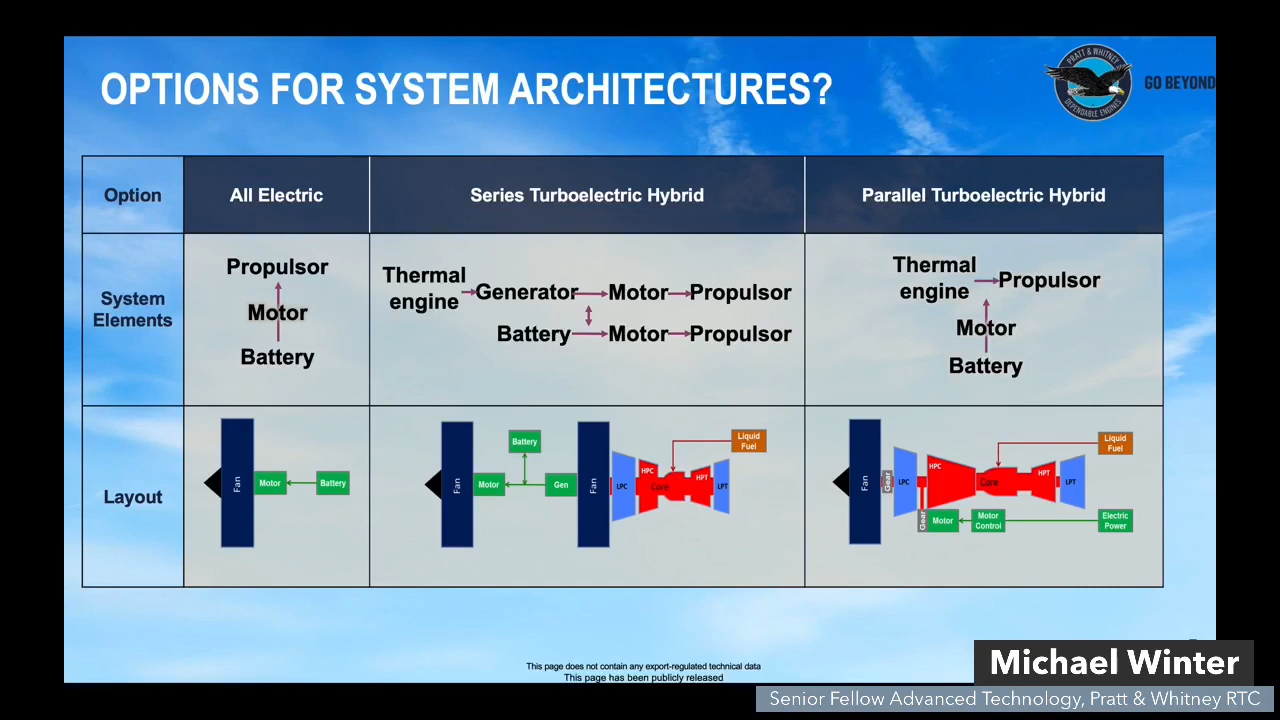 OPTIONS FOR SYSTEM ARCHITECTURES?
PRATT & WHITNEY
DEPENDABLE ENGINES
GO BEYOND
Option
All Electric
Series Turboelectric Hybrid
Parallel Turboelectric Hybrid
System
Elements
Propulsor
Motor
Battery
Thermal
engine
Generator
Motor
Propulsor
Battery
Motor
Propulsor
Thermal
engine
Propulsor
Motor
Battery
Layout
Fan
Motor
Battery
Fan
Motor
Battery
Gen
Fan
LPC
HPC
Core
HPT
LPT
Liquid
Fuel
Fan
Gear
LPC
HPC
Core
HPT
LPT
Liquid
Fuel
Gear
Motor
Motor
Control
Electric
Power
This page does not contain any export-regulated technical data
This page has been publicly released
Michael Winter
Senior Fellow Advanced Technology, Pratt & Whitney RTC